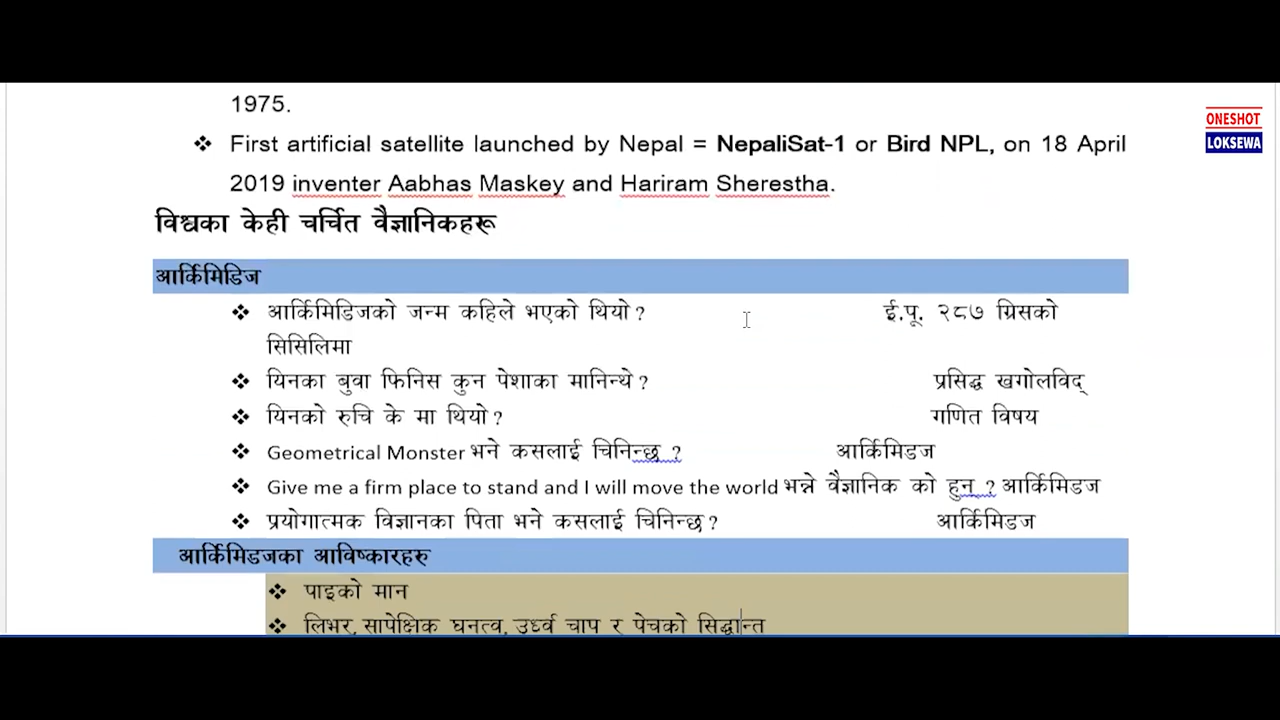 1975.
ONESHOT
LOKSEWA
❖ First artificial satellite launched by Nepal = NepaliSat-1 or Bird NPL, on 18 April
2019 inventer Aabhas Maskey and Hariram Sherestha.
विश्वका केही चर्चित वैज्ञानिकहरू
आर्किमिडिज
❖ आर्किमिडिजको जन्म कहिले भएको थियो ? ई.पू. २८७ ग्रिसको
सिसिलिमा
❖ यिनका बुवा फिनिस कुन पेशाका मानिन्थे ? प्रसिद्ध खगोलविद्
❖ यिनको रुचि के मा थियो ? गणित विषय
❖ Geometrical Monster भने कसलाई चिनिन्छ ? आर्किमिडज
❖ Give me a firm place to stand and I will move the world भन्ने वैज्ञानिक को हुन् ? आर्किमिडज
❖ प्रयोगात्मक विज्ञानका पिता भने कसलाई चिनिन्छ ? आर्किमिडज
आर्किमिडजका आविष्कारहरु
❖ पाइको मान
❖ लिभर, सापेक्षिक घनत्व, उर्ध्व चाप र पेचको सिद्धान्त